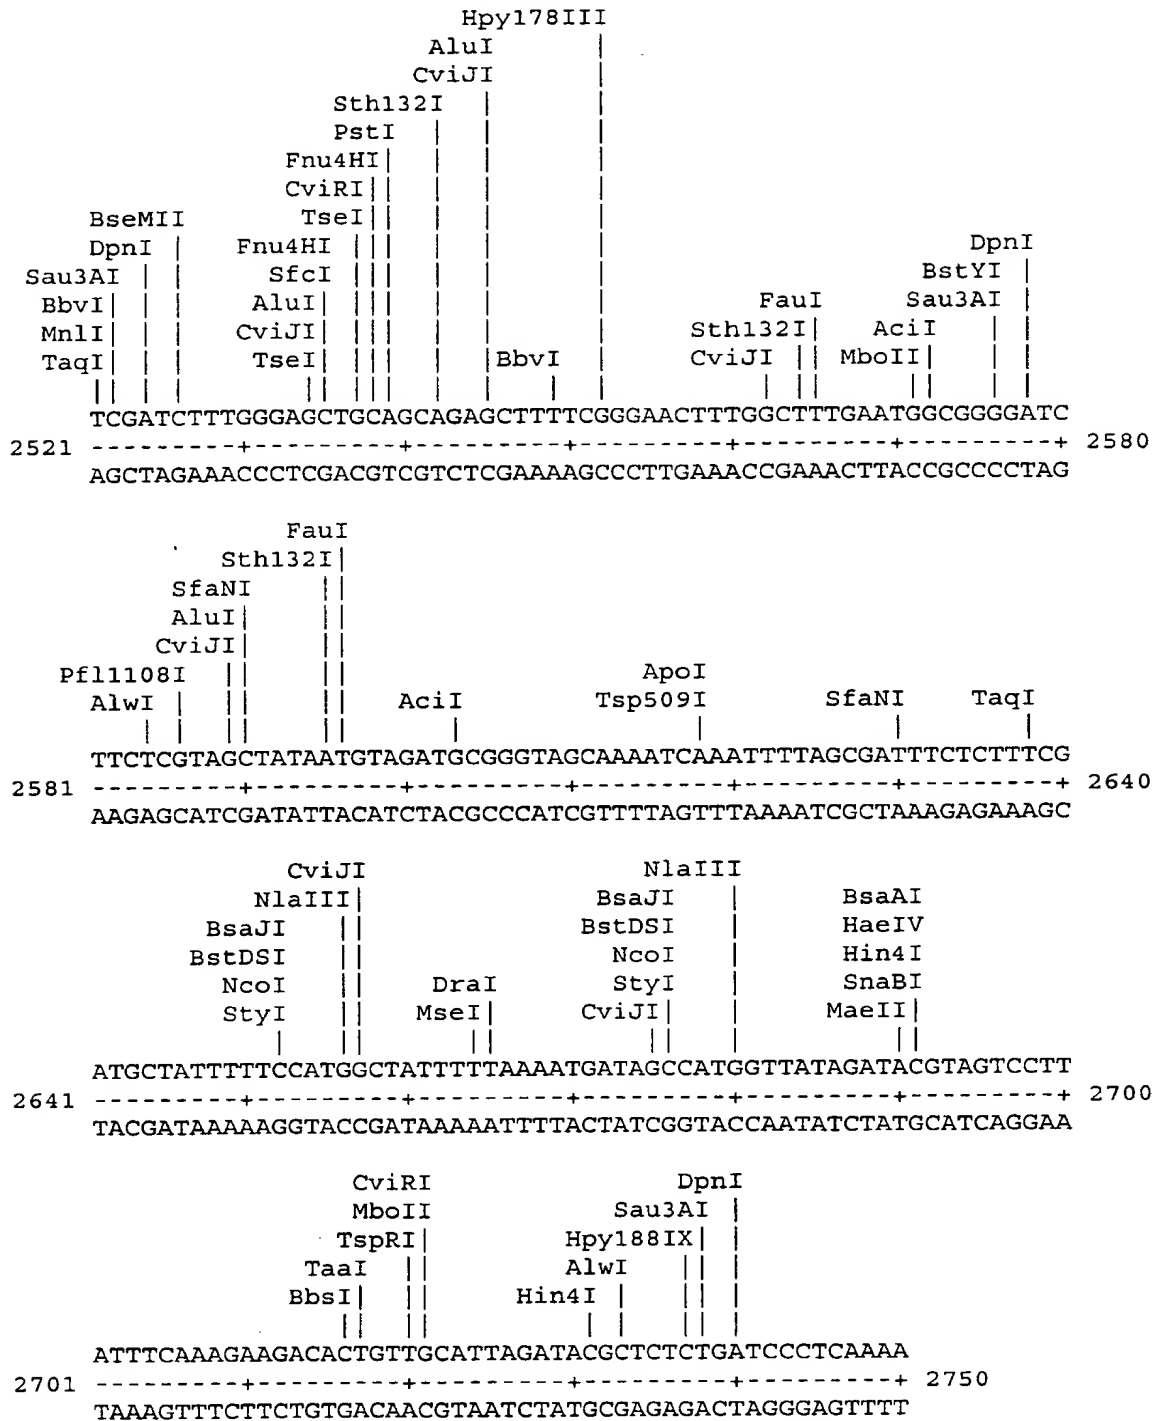 Hpy178III
AluI
CviJI
Sth132I
PstI
Fnu4HI
CviRI
BseMII TseI
DpnI Fnu4HI DpnI
Sau3AI SfcI BstYI
BbvI AluI FauI Sau3AI
MnlI CviJI Sth132I AciI
TaqI TseI BbvI CviJI MboII
TCGATCTTTGGGAGCTGCAGCAGAGCTTTTCGGGAACTTTGGCTTTGAATGGCGGGGATC
2521 ---------+---------+---------+---------+---------+---------+ 2580
AGCTAGAAACCCTCGACGTCGTCTCGAAAAGCCCTTGAAACCGAAACTTACCGCCCCTAG
FauI
Sth132I
SfaNI
AluI
CviJI
Pfl1108I ApoI
AlwI AciI Tsp509I SfaNI TaqI
TTCTCGTAGCTATAATGTAGATGCGGGTAGCAAAATCAAATTTTAGCGATTTCTCTTTCG
2581 ---------+---------+---------+---------+---------+---------+ 2640
AAGAGCATCGATATTACATCTACGCCCATCGTTTTAGTTTAAAATCGCTAAAGAGAAAGC
CviJI NlaIII
NlaIII BsaJI BsaAI
BsaJI BstDSI HaeIV
BstDSI NcoI Hin4I
NcoI DraI StyI SnaBI
StyI MseI CviJI MaeII
ATGCTATTTTTCCATGGCTATTTTTAAAATGATAGCCATGGTTATAGATACGTAGTCCTT
2641 ---------+---------+---------+---------+---------+---------+ 2700
TACGATAAAAAGGTACCGATAAAAATTTTACTATCGGTACCAATATCTATGCATCAGGAA
CviRI DpnI
MboII Sau3AI
TspRI Hpy188IX
TaaI AlwI
BbsI Hin4I
ATTTCAAAGAAGACACTGTTGCATTAGATACGCTCTCTGATCCCTCAAAA
2701 ---------+---------+---------+---------+---------+ 2750
TAAAGTTTCTTCTGTGACAACGTAATCTATGCGAGAGACTAGGGAGTTTT